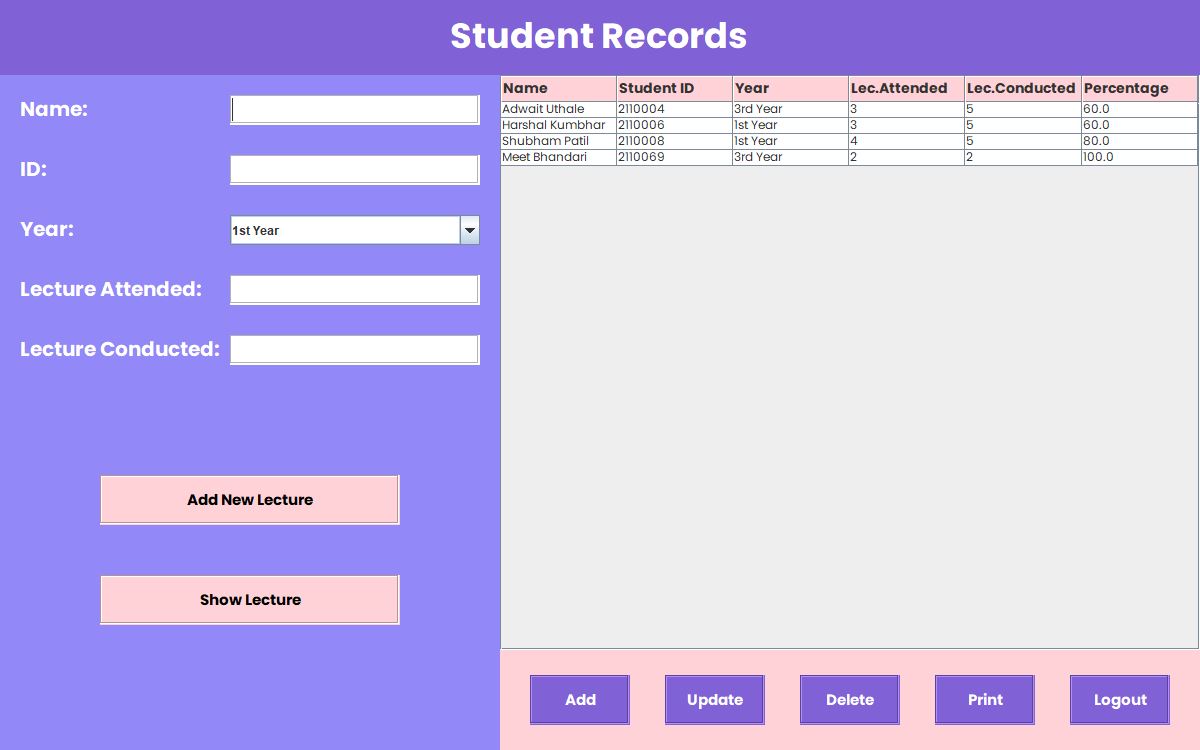 Student Records
Name:
ID:
Year:
1st Year
Lecture Attended:
Lecture Conducted:
Add New Lecture
Show Lecture
Name Student ID Year Lec.Attended Lec.Conducted Percentage
Adwait Uthale 2110004 3rd Year 3 5 60.0
Harshal Kumbhar 2110006 1st Year 3 5 60.0
Shubham Patil 2110008 1st Year 4 5 80.0
Meet Bhandari 2110069 3rd Year 2 2 100.0
Add Update Delete Print Logout